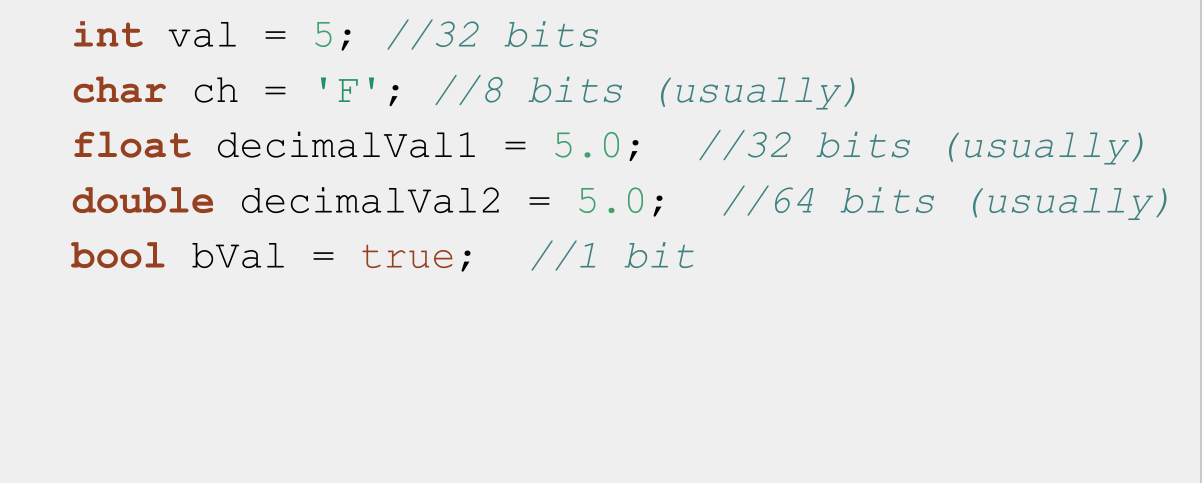 int val = 5; //32 bits
char ch = 'F'; //8 bits (usually)
float decimalVal1 = 5.0;  //32 bits (usually)
double decimalVal2 = 5.0;  //64 bits (usually)
bool bVal = true;  //1 bit